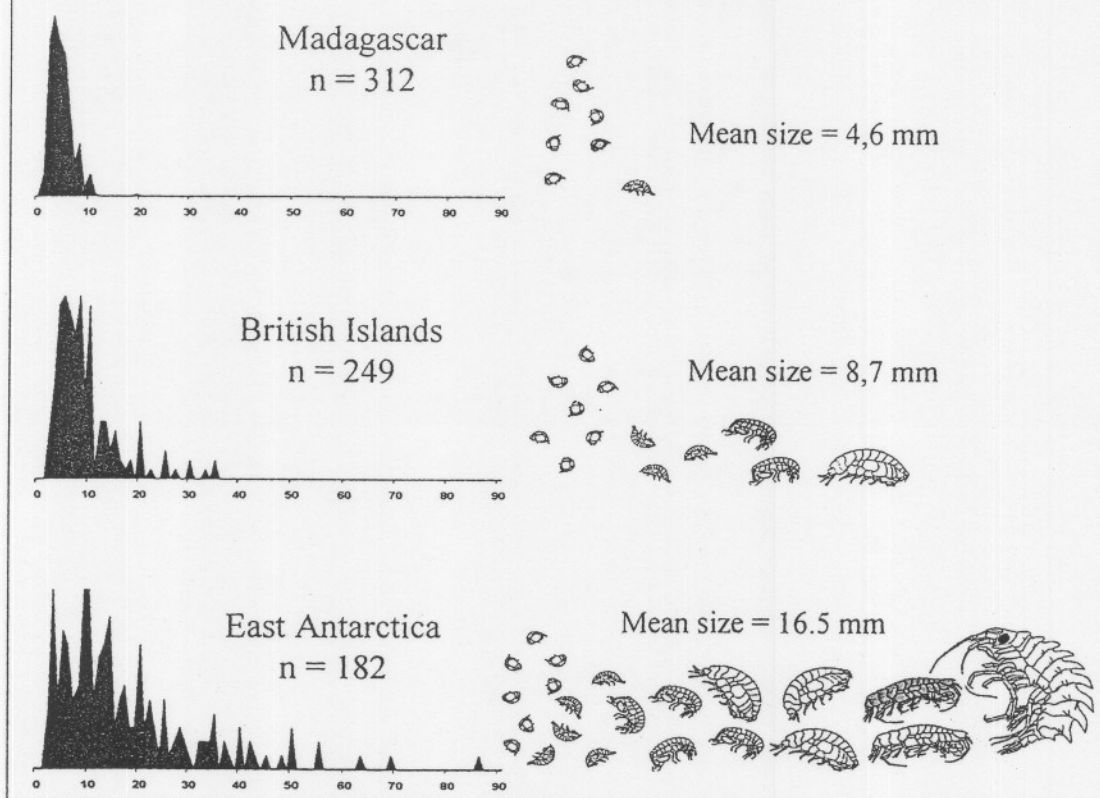 Madagascar
n = 312
Mean size = 4,6 mm
0 10 20 30 40 50 60 70 80 90
British Islands
n = 249
Mean size = 8,7 mm
0 10 20 30 40 50 60 70 80 90
East Antarctica
n = 182
Mean size = 16.5 mm
0 10 20 30 40 50 60 70 80 90